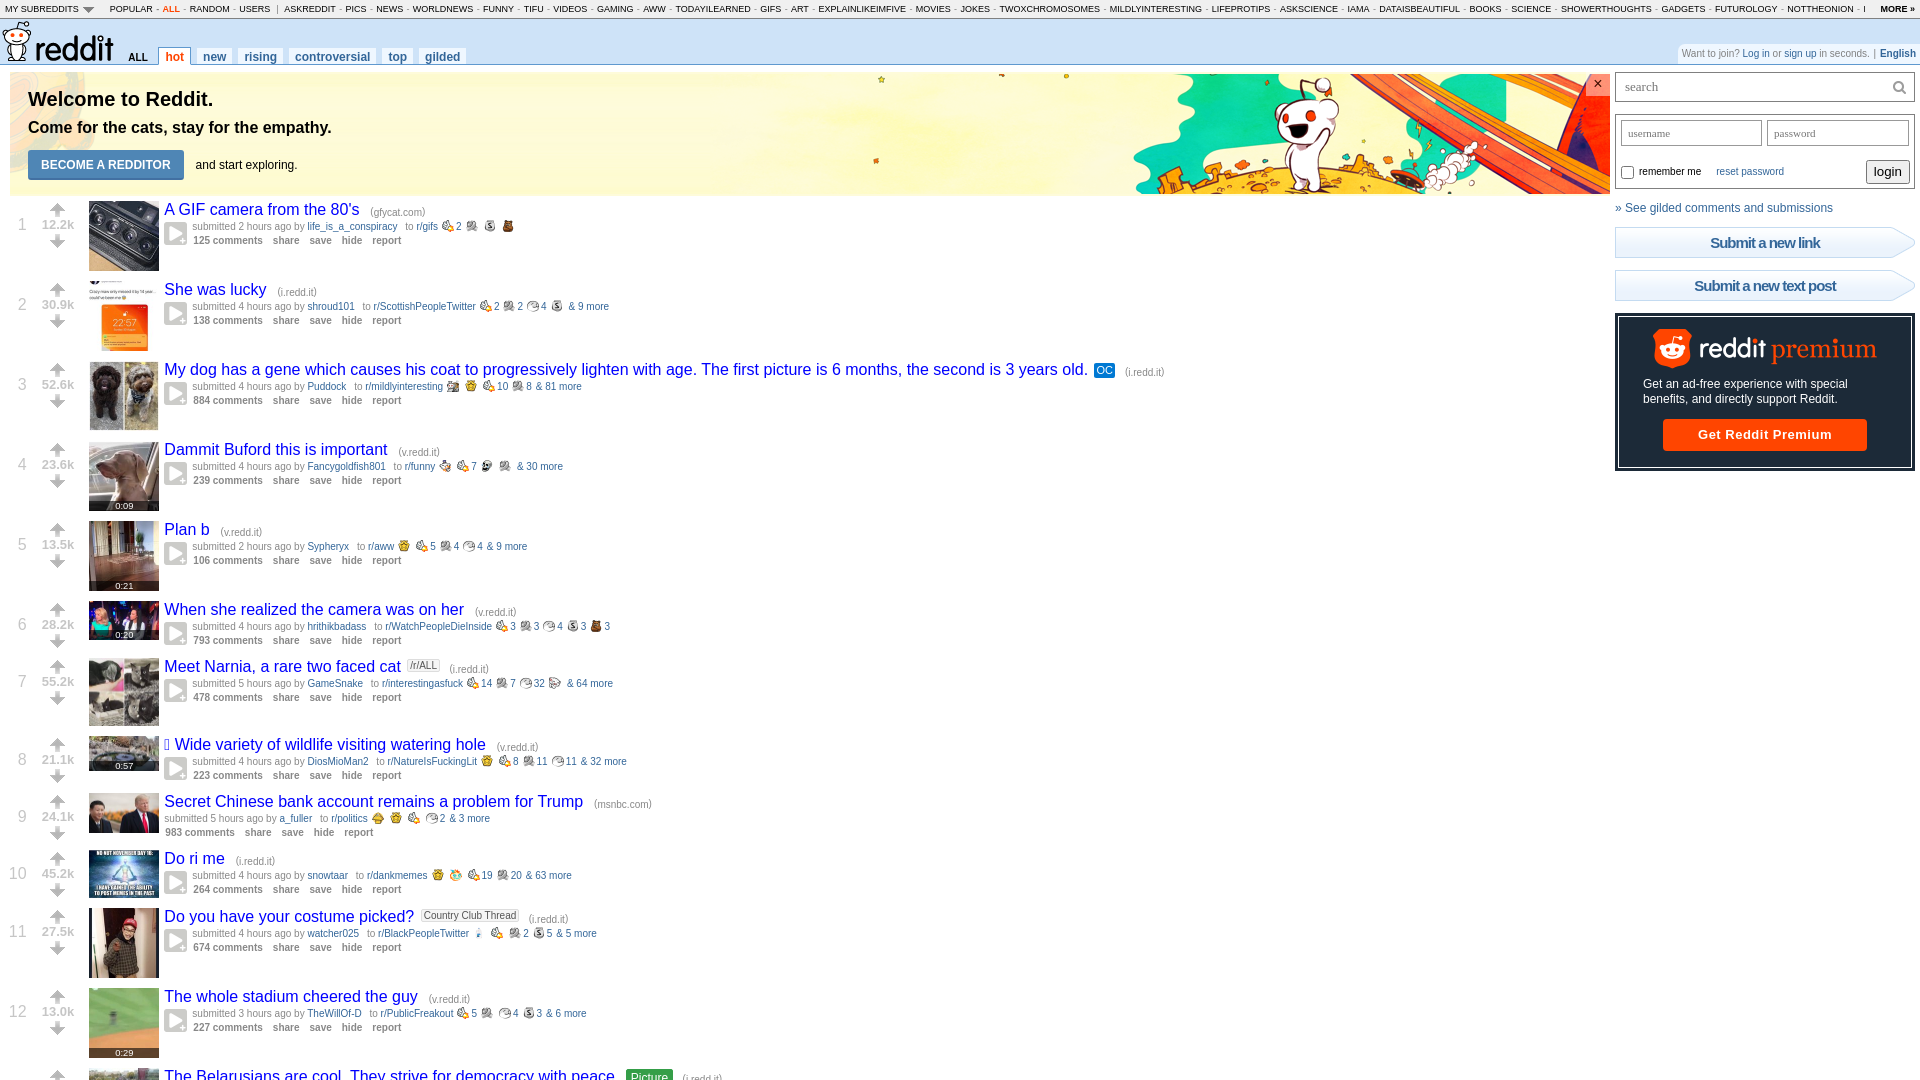 MY SUBREDDITS POPULAR - ALL - RANDOM - USERS | ASKREDDIT - PICS - NEWS - WORLDNEWS - FUNNY - TIFU - VIDEOS - GAMING - AWW - TODAYILEARNED - GIFS - ART - EXPLAINLIKEIMFIVE - MOVIES - JOKES - TWOXCHROMOSOMES - MILDLYINTERESTING - LIFEPROTIPS - ASKSCIENCE - IAMA - DATAISBEAUTIFUL - BOOKS - SCIENCE - SHOWERTHOUGHTS - GADGETS - FUTUROLOGY - NOTTHEONION - MORE »
reddit ALL hot new rising controversial top gilded
Want to join? Log in or sign up in seconds. | English
Welcome to Reddit.
Come for the cats, stay for the empathy.
BECOME A REDDITOR and start exploring.
×
search
username password
remember me reset password login
» See gilded comments and submissions
Submit a new link
Submit a new text post
reddit premium
Get an ad-free experience with special
benefits, and directly support Reddit.
Get Reddit Premium
1 12.2k A GIF camera from the 80's (gfycat.com)
submitted 2 hours ago by life_is_a_conspiracy to r/gifs 2
125 comments share save hide report
2 30.9k She was lucky (i.redd.it)
22:57
submitted 4 hours ago by shroud101 to r/ScottishPeopleTwitter 2 2 4 & 9 more
138 comments share save hide report
3 52.6k My dog has a gene which causes his coat to progressively lighten with age. The first picture is 6 months, the second is 3 years old. OC (i.redd.it)
submitted 4 hours ago by Puddock to r/mildlyinteresting 10 8 & 81 more
884 comments share save hide report
4 23.6k Dammit Buford this is important (v.redd.it)
submitted 4 hours ago by Fancygoldfish801 to r/funny 7 & 30 more
239 comments share save hide report
0:09
5 13.5k Plan b (v.redd.it)
submitted 2 hours ago by Sypheryx to r/aww 5 4 4 & 9 more
106 comments share save hide report
0:21
6 28.2k When she realized the camera was on her (v.redd.it)
submitted 4 hours ago by hrithikbadass to r/WatchPeopleDieInside 3 3 4 3 3
0:20
793 comments share save hide report
7 55.2k Meet Narnia, a rare two faced cat /r/ALL (i.redd.it)
submitted 5 hours ago by GameSnake to r/interestingasfuck 14 7 32 & 64 more
478 comments share save hide report
8 21.1k Wide variety of wildlife visiting watering hole (v.redd.it)
submitted 4 hours ago by DiosMioMan2 to r/NatureIsFuckingLit 8 11 11 & 32 more
0:57
223 comments share save hide report
9 24.1k Secret Chinese bank account remains a problem for Trump (msnbc.com)
submitted 5 hours ago by a_fuller to r/politics 2 & 3 more
983 comments share save hide report
10 45.2k Do ri me (i.redd.it)
NO NUT NOVEMBER DAY 18:
submitted 4 hours ago by snowtaar to r/dankmemes 19 20 & 63 more
I HAVE GAINED THE ABILITY
TO POST MEMES IN THE PAST
264 comments share save hide report
11 27.5k Do you have your costume picked? Country Club Thread (i.redd.it)
submitted 4 hours ago by watcher025 to r/BlackPeopleTwitter 2 5 & 5 more
674 comments share save hide report
12 13.0k The whole stadium cheered the guy (v.redd.it)
submitted 3 hours ago by TheWillOf-D to r/PublicFreakout 5 4 3 & 6 more
227 comments share save hide report
0:29
The Belarusians are cool. They strive for democracy with peace. Picture (i.redd.it)